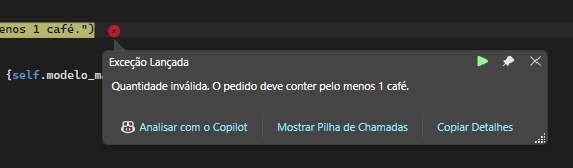 enos 1 café.")
Exceção Lançada
{self.modelo_ma
Quantidade inválida. O pedido deve conter pelo menos 1 café.
Analisar com o Copilot
Mostrar Pilha de Chamadas
Copiar Detalhes